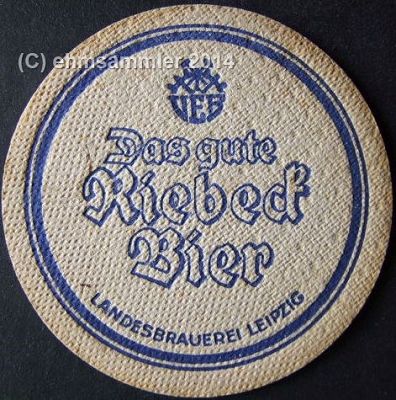 (C) ehmsammler 2014
VEB
Das gute
Riebeck
Bier
LANDESBRAUEREI LEIPZIG